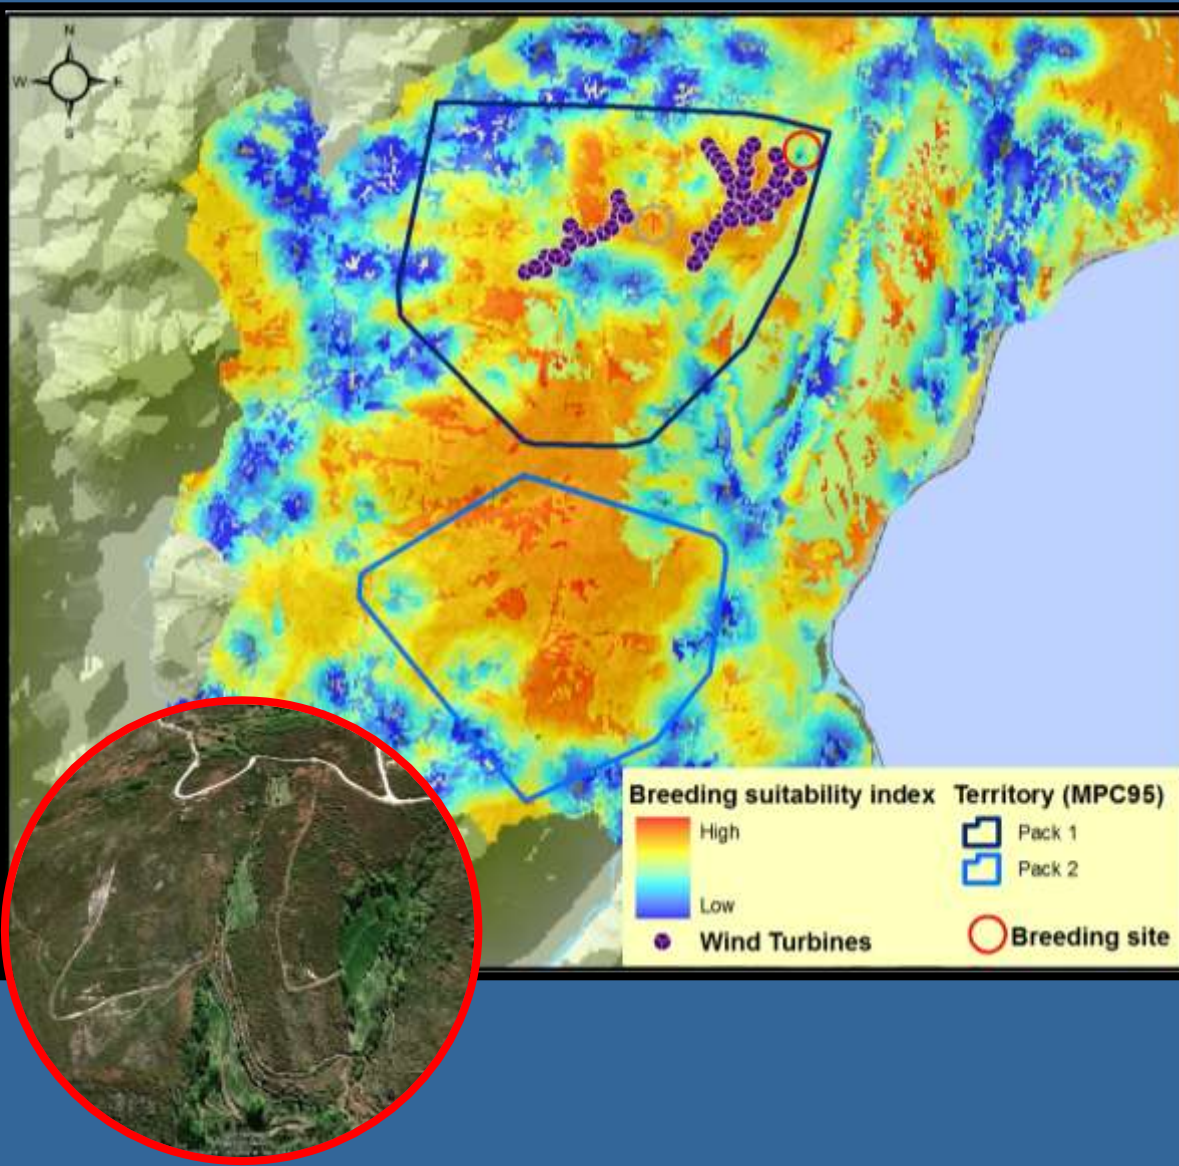 N
W E
S
Breeding suitability index Territory (MPC95)
High Pack 1
Pack 2
Low
Wind Turbines Breeding site